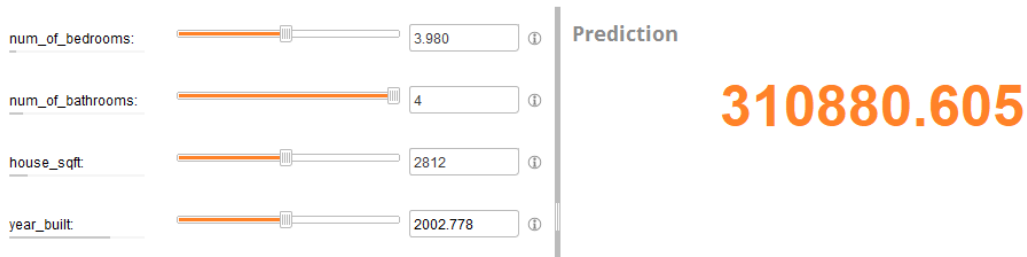 num_of_bedrooms: 3.980
num_of_bathrooms: 4
house_sqft: 2812
year_built: 2002.778
Prediction
310880.605